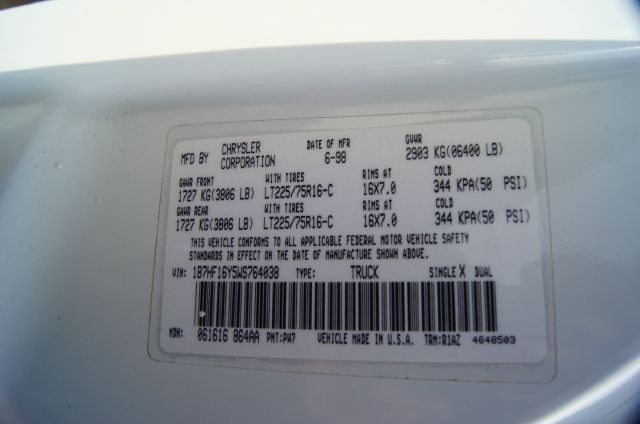 MFD BY CHRYSLER CORPORATION DATE OF MFR 6-98 GVWR 2903 KG(06400 LB)
GAWR FRONT WITH TIRES RIMS AT COLD
1727 KG(3806 LB) LT225/75R16-C 16X7.0 344 KPA(50 PSI)
GAWR REAR WITH TIRES RIMS AT COLD
1727 KG(3806 LB) LT225/75R16-C 16X7.0 344 KPA(50 PSI)
THIS VEHICLE CONFORMS TO ALL APPLICABLE FEDERAL MOTOR VEHICLE SAFETY
STANDARDS IN EFFECT ON THE DATE OF MANUFACTURE SHOWN ABOVE.
VIN: 1B7HF16Y5WS764038 TYPE: TRUCK SINGLE X DUAL
MDH: 061616 864AA PNT:PW7 VEHICLE MADE IN U.S.A. TRM:R1AZ 4648503